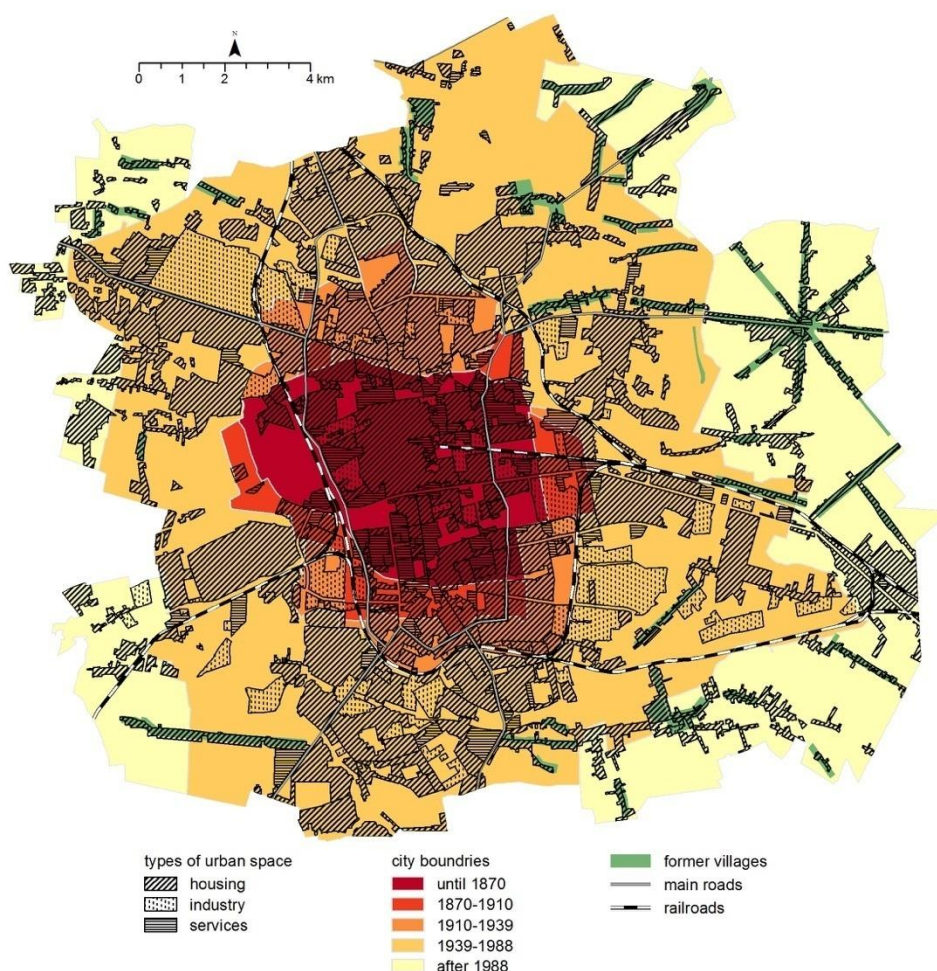 N
0 1 2 4 km
types of urban space
housing
industry
services
city boundries
until 1870
1870-1910
1910-1939
1939-1988
after 1988
former villages
main roads
railroads